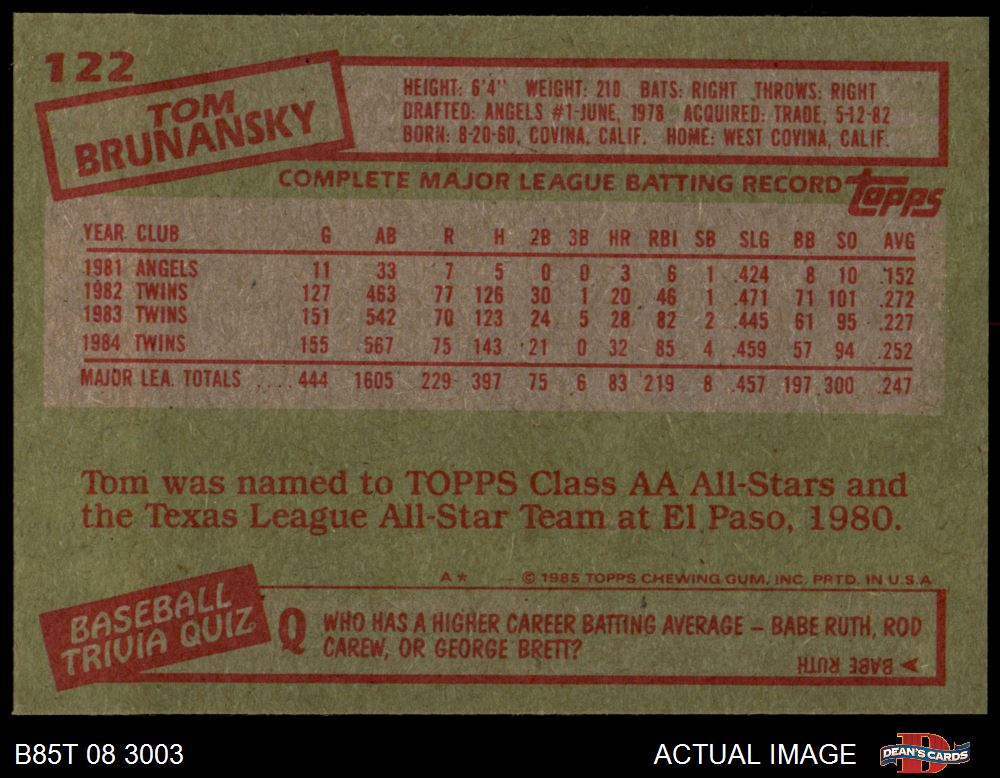 122
TOM
BRUNANSKY
HEIGHT: 6'4" WEIGHT: 210 BATS: RIGHT THROWS: RIGHT
DRAFTED: ANGELS #1-JUNE, 1978 ACQUIRED: TRADE, 5-12-82
BORN: 8-20-60, COVINA, CALIF. HOME: WEST COVINA, CALIF.
COMPLETE MAJOR LEAGUE BATTING RECORD topps
YEAR CLUB G AB R H 2B 3B HR RBI SB SLG BB SO AVG
1981 ANGELS 11 33 7 5 0 0 3 6 1 .424 8 10 .152
1982 TWINS 127 463 77 126 30 1 20 46 1 .471 71 101 .272
1983 TWINS 151 542 70 123 24 5 28 82 2 .445 61 95 .227
1984 TWINS 155 567 75 143 21 0 32 85 4 .459 57 94 .252
MAJOR LEA. TOTALS .... 444 1605 229 397 75 6 83 219 8 .457 197 300 .247
Tom was named to TOPPS Class AA All-Stars and
the Texas League All-Star Team at El Paso, 1980.
A* © 1985 TOPPS CHEWING GUM, INC. PRTD. IN U.S.A.
BASEBALL
TRIVIA QUIZ
Q WHO HAS A HIGHER CAREER BATTING AVERAGE – BABE RUTH, ROD
CAREW, OR GEORGE BRETT?
BABE RUTH
B85T 08 3003 ACTUAL IMAGE DEAN'S CARDS